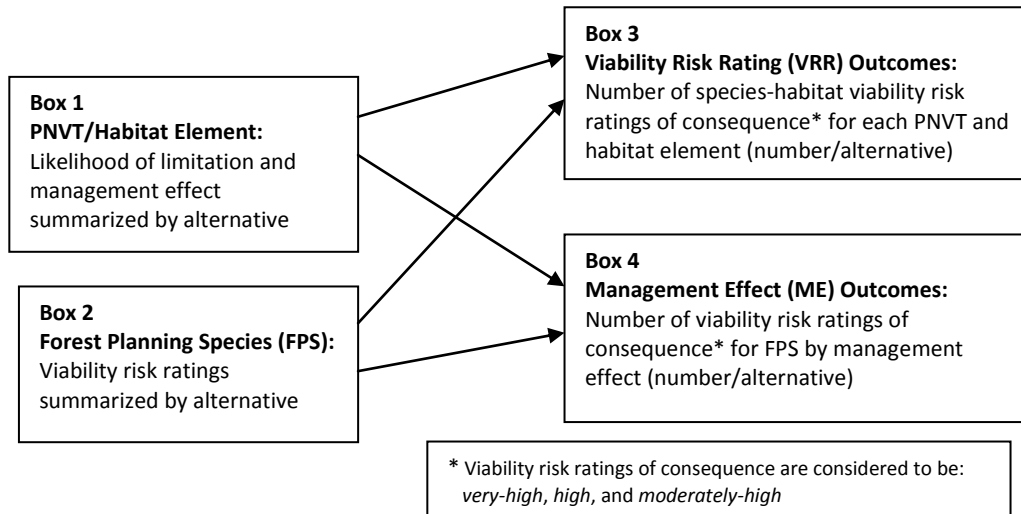 Box 1
PNVT/Habitat Element:
Likelihood of limitation and
management effect
summarized by alternative
Box 2
Forest Planning Species (FPS):
Viability risk ratings
summarized by alternative
Box 3
Viability Risk Rating (VRR) Outcomes:
Number of species-habitat viability risk
ratings of consequence* for each PNVT and
habitat element (number/alternative)
Box 4
Management Effect (ME) Outcomes:
Number of viability risk ratings of
consequence* for FPS by management
effect (number/alternative)
* Viability risk ratings of consequence are considered to be:
very-high, high, and moderately-high